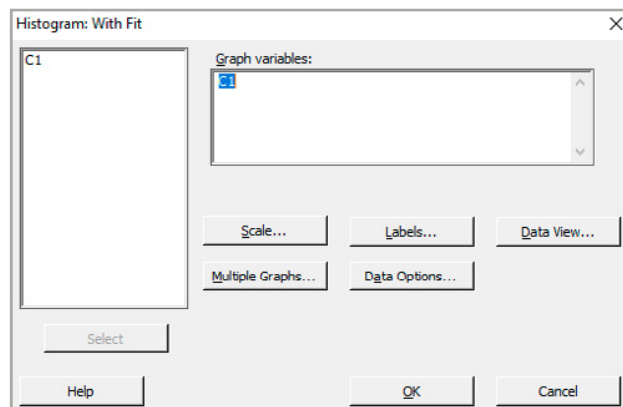 Histogram: With Fit
C1
Graph variables:
C1
Scale...
Labels...
Data View...
Multiple Graphs...
Data Options...
Select
Help
OK
Cancel